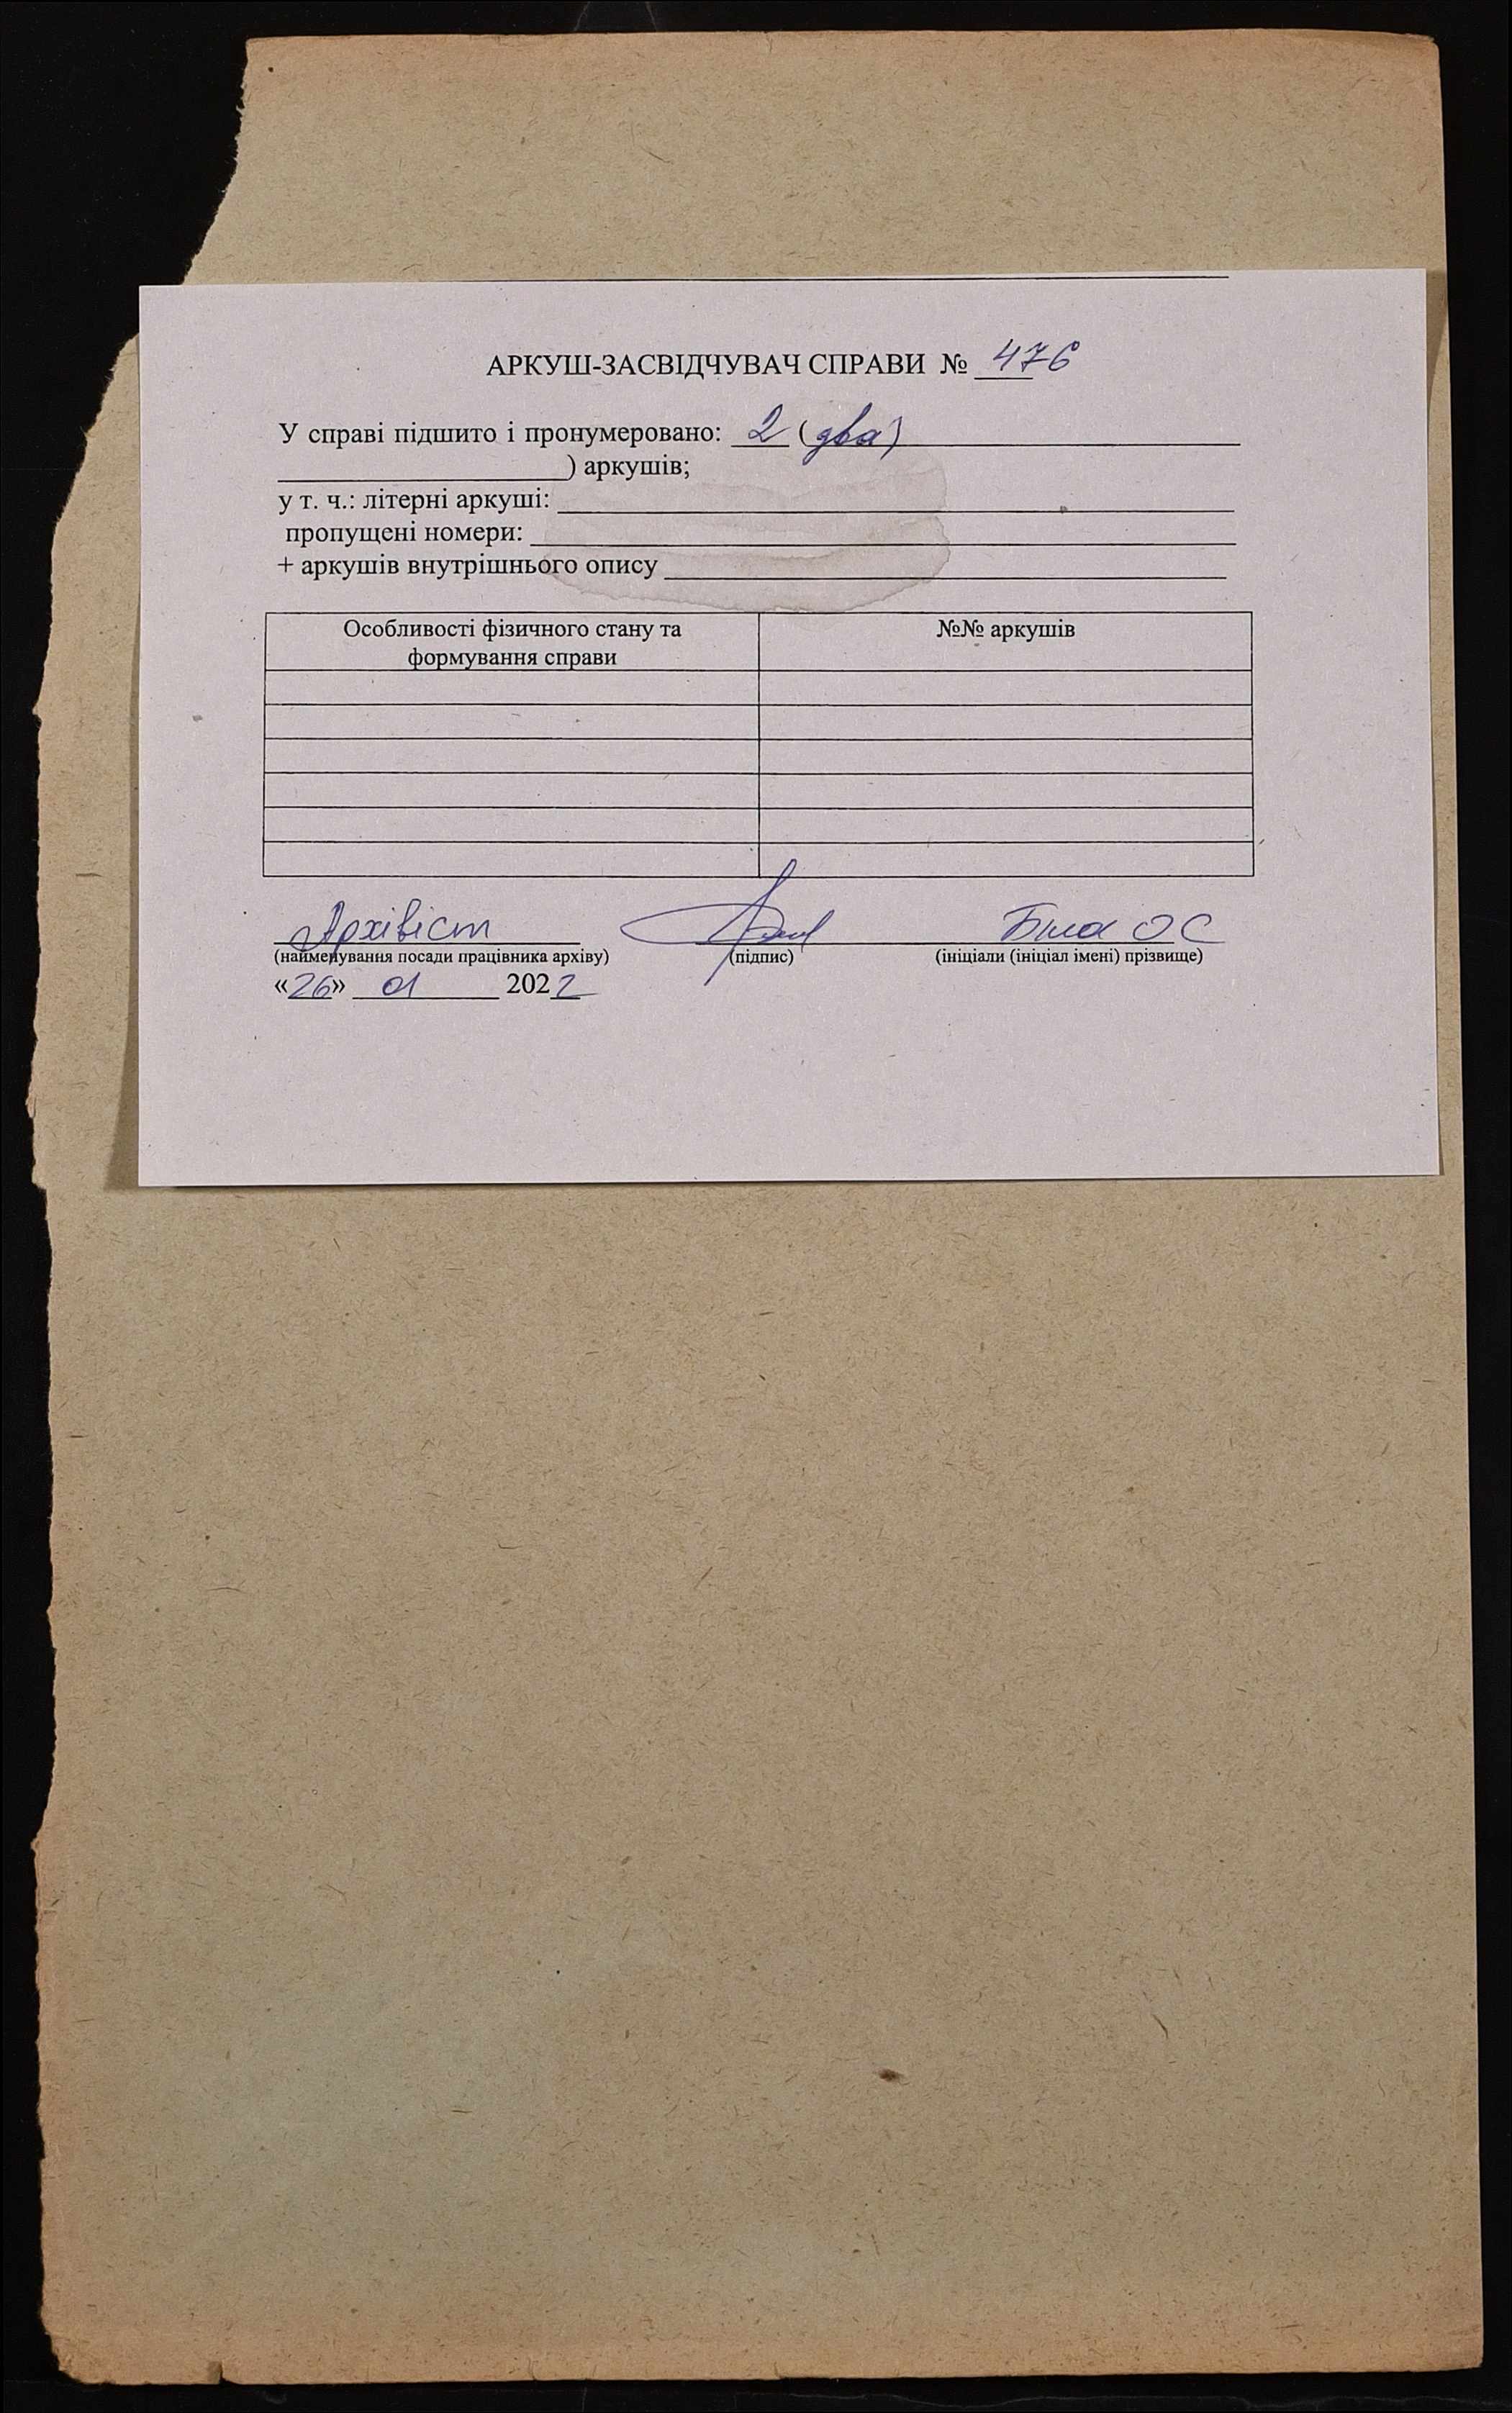 АРКУШ-ЗАСВІДЧУВАЧ СПРАВИ № 476
У справі підшито і пронумеровано: 2 (два)
) аркушів;
у т. ч.: літерні аркуші:
пропущені номери:
+ аркушів внутрішнього опису
Особливості фізичного стану та формування справи №№ аркушів
Архівіст Біла ОС
(найменування посади працівника архіву) (підпис) (ініціали (ініціал імені) прізвище)
«26» 01 2022